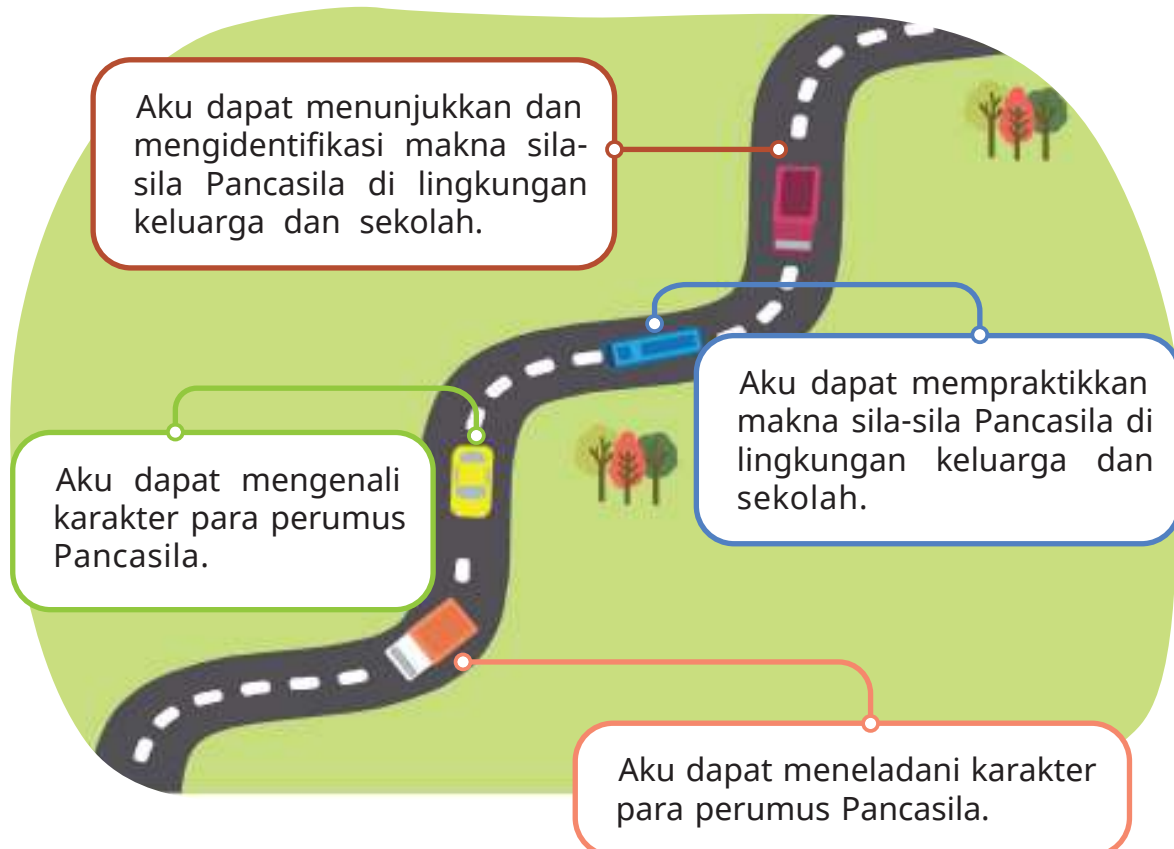 Aku dapat menunjukkan dan
mengidentifikasi makna sila-
sila Pancasila di lingkungan
keluarga dan sekolah.
Aku dapat mempraktikkan
makna sila-sila Pancasila di
lingkungan keluarga dan
sekolah.
Aku dapat mengenali
karakter para perumus
Pancasila.
Aku dapat meneladani karakter
para perumus Pancasila.